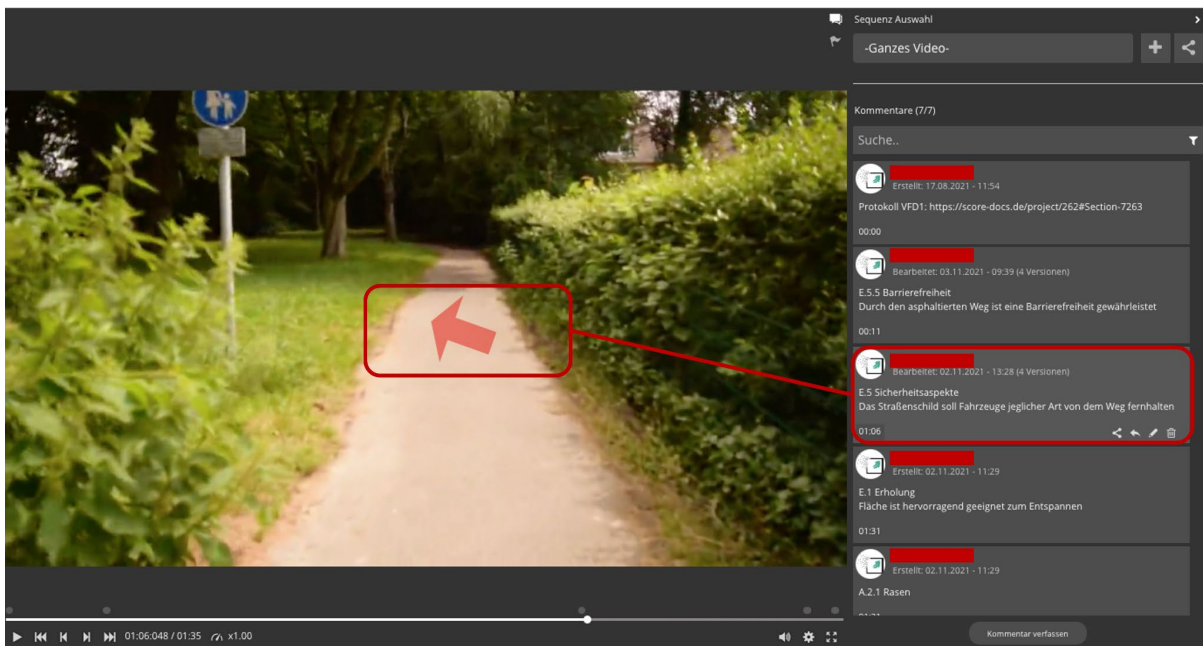 Sequenz Auswahl
-Ganzes Video-
Kommentare (7/7)
Suche..
Erstellt: 17.08.2021 - 11:54
Protokoll VFD1: https://score-docs.de/project/262#Section-7263
00:00
Bearbeitet: 03.11.2021 - 09:39 (4 Versionen)
E.5.5 Barrierefreiheit
Durch den asphaltierten Weg ist eine Barrierefreiheit gewährleistet
00:11
Bearbeitet: 02.11.2021 - 13:28 (4 Versionen)
E.5 Sicherheitsaspekte
Das Straßenschild soll Fahrzeuge jeglicher Art von dem Weg fernhalten
01:06
Erstellt: 02.11.2021 - 11:29
E.1 Erholung
Fläche ist hervorragend geeignet zum Entspannen
01:31
Erstellt: 02.11.2021 - 11:29
A.2.1 Rasen
01:06:048 / 01:35 x1.00
Kommentar verfassen